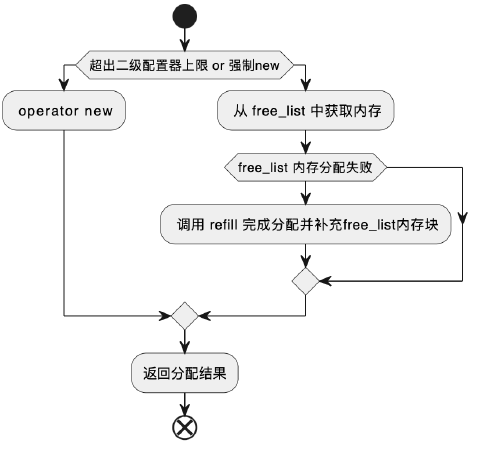 超出二级配置器上限 or 强制new
operator new
从 free_list 中获取内存
free_list 内存分配失败
调用 refill 完成分配并补充free_list内存块
返回分配结果